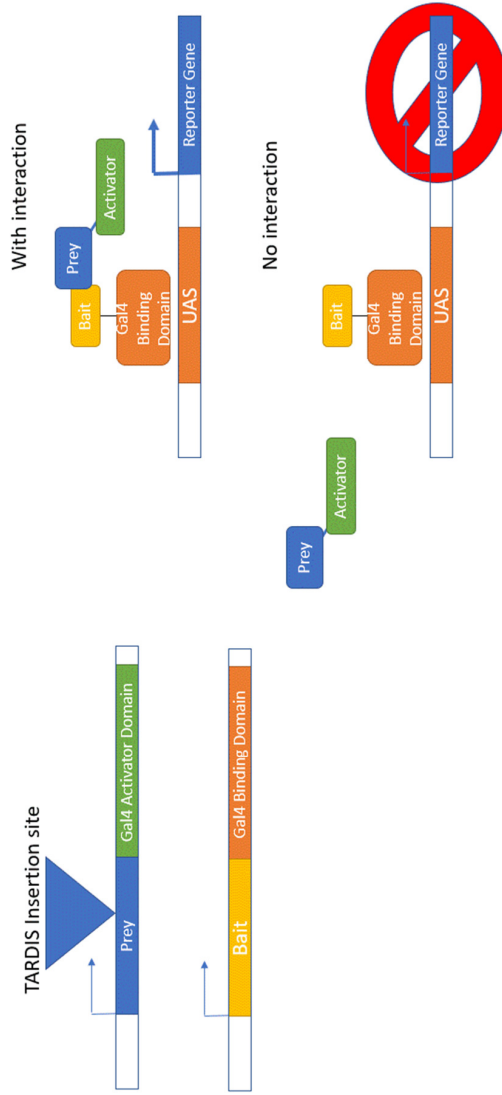 TARDIS Insertion site
Prey
Gal4 Activator Domain
Bait
Gal4 Binding Domain
With interaction
Prey
Activator
Bait
Gal4
Binding
Domain
UAS
Reporter Gene
No interaction
Prey
Activator
Bait
Gal4
Binding
Domain
UAS
Reporter Gene